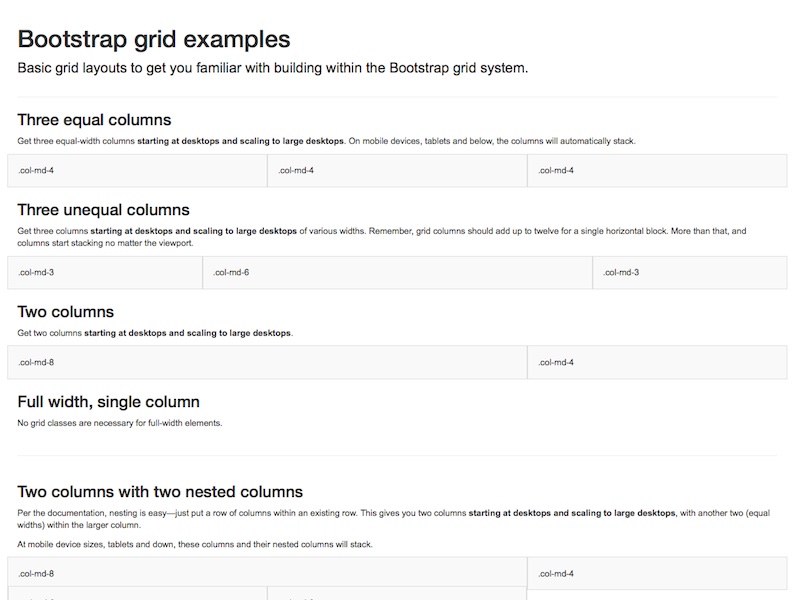 Bootstrap grid examples
Basic grid layouts to get you familiar with building within the Bootstrap grid system.
Three equal columns
Get three equal-width columns starting at desktops and scaling to large desktops. On mobile devices, tablets and below, the columns will automatically stack.
.col-md-4 .col-md-4 .col-md-4
Three unequal columns
Get three columns starting at desktops and scaling to large desktops of various widths. Remember, grid columns should add up to twelve for a single horizontal block. More than that, and
columns start stacking no matter the viewport.
.col-md-3 .col-md-6 .col-md-3
Two columns
Get two columns starting at desktops and scaling to large desktops.
.col-md-8 .col-md-4
Full width, single column
No grid classes are necessary for full-width elements.
Two columns with two nested columns
Per the documentation, nesting is easy—just put a row of columns within an existing row. This gives you two columns starting at desktops and scaling to large desktops, with another two (equal
widths) within the larger column.
At mobile device sizes, tablets and down, these columns and their nested columns will stack.
.col-md-8 .col-md-4